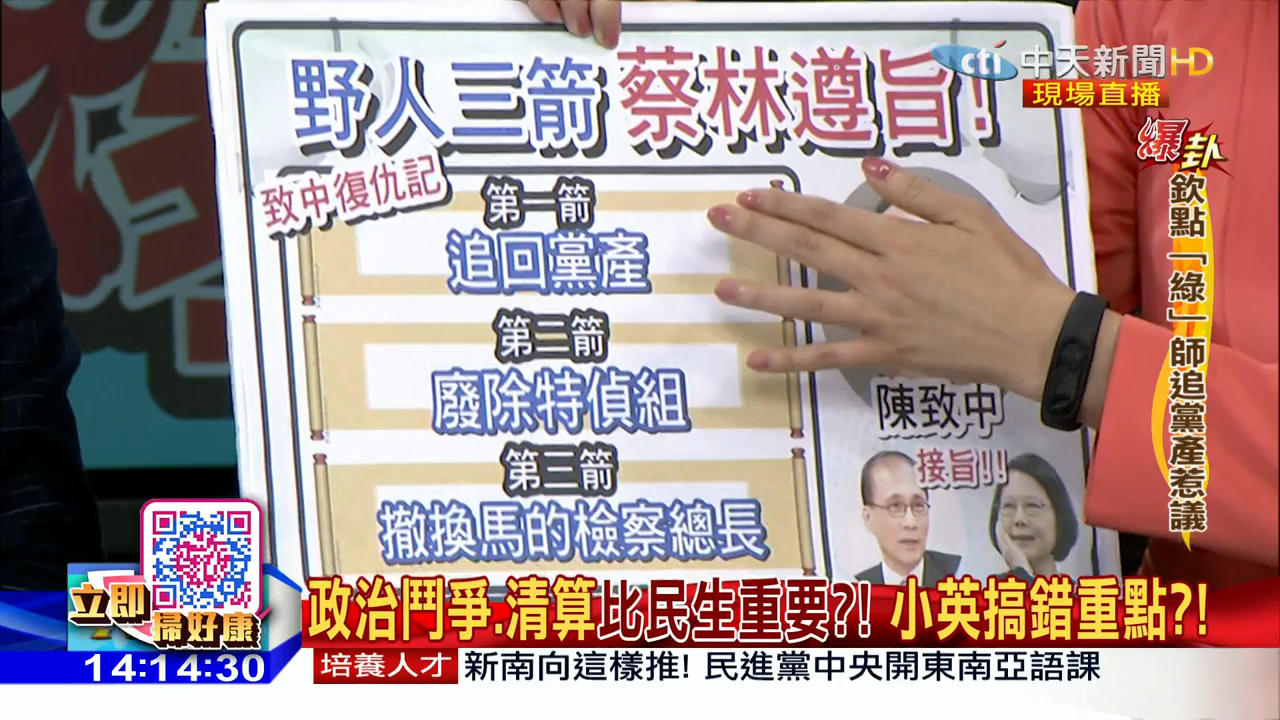 野人三箭 蔡林遵旨!
致中復仇記
第一箭
追回黨產
第二箭
廢除特偵組
第三箭
撤換馬的檢察總長
陳致中
接旨!!
cti 中天新聞HD
現場直播
爆卦
欽點「綠」師追黨產惹議
立即
掃好康
政治鬥爭.清算比民生重要?! 小英搞錯重點?!
14:14:30
培養人才 新南向這樣推! 民進黨中央開東南亞語課